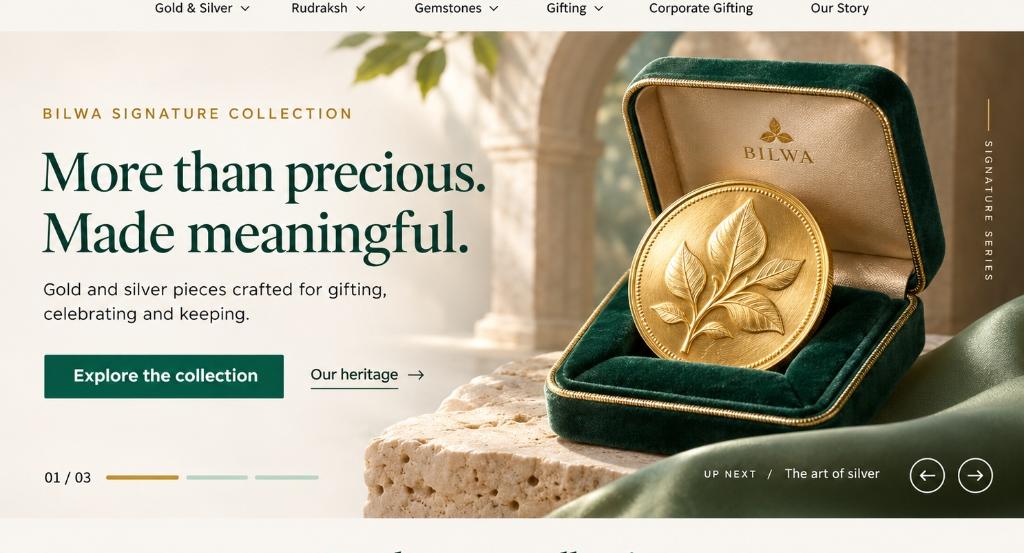 Gold & Silver
Rudraksh
Gemstones
Gifting
Corporate Gifting
Our Story
BILWA SIGNATURE COLLECTION
More than precious.
Made meaningful.
Gold and silver pieces crafted for gifting,
celebrating and keeping.
Explore the collection
Our heritage →
BILWA
SIGNATURE SERIES
01 / 03
UP NEXT / The art of silver